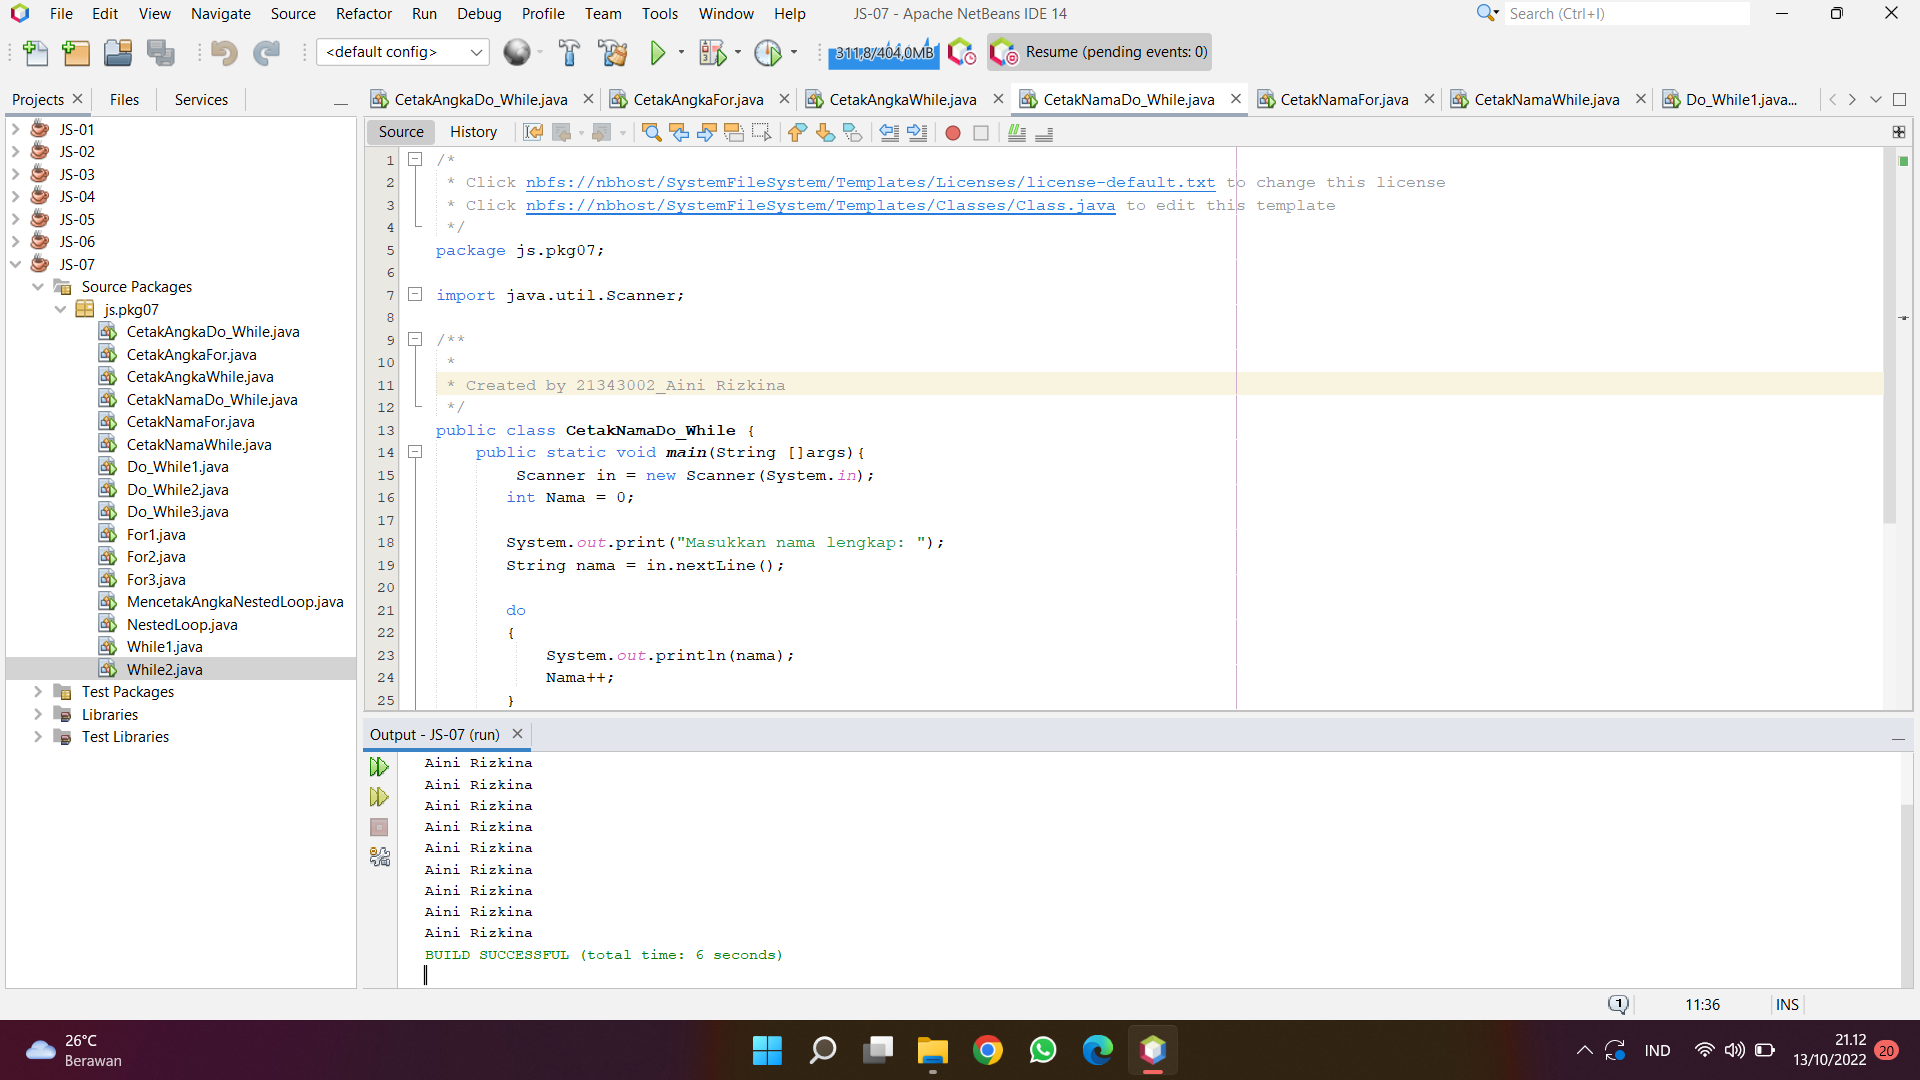 File Edit View Navigate Source Refactor Run Debug Profile Team Tools Window Help JS-07 - Apache NetBeans IDE 14 Search (Ctrl+I)
<default config> 311,8/404,0MB Resume (pending events: 0)
Projects Files Services CetakAngkaDo_While.java CetakAngkaFor.java CetakAngkaWhile.java CetakNamaDo_While.java CetakNamaFor.java CetakNamaWhile.java Do_While1.java...
JS-01
JS-02
JS-03
JS-04
JS-05
JS-06
JS-07
Source Packages
js.pkg07
CetakAngkaDo_While.java
CetakAngkaFor.java
CetakAngkaWhile.java
CetakNamaDo_While.java
CetakNamaFor.java
CetakNamaWhile.java
Do_While1.java
Do_While2.java
Do_While3.java
For1.java
For2.java
For3.java
MencetakAngkaNestedLoop.java
NestedLoop.java
While1.java
While2.java
Test Packages
Libraries
Test Libraries
Source History
1 /*
2 * Click nbfs://nbhost/SystemFileSystem/Templates/Licenses/license-default.txt to change this license
3 * Click nbfs://nbhost/SystemFileSystem/Templates/Classes/Class.java to edit this template
4 */
5 package js.pkg07;
6
7 import java.util.Scanner;
8
9 /**
10 *
11 * Created by 21343002_Aini Rizkina
12 */
13 public class CetakNamaDo_While {
14 public static void main(String []args){
15 Scanner in = new Scanner(System.in);
16 int Nama = 0;
17
18 System.out.print("Masukkan nama lengkap: ");
19 String nama = in.nextLine();
20
21 do
22 {
23 System.out.println(nama);
24 Nama++;
25 }
Output - JS-07 (run)
Aini Rizkina
Aini Rizkina
Aini Rizkina
Aini Rizkina
Aini Rizkina
Aini Rizkina
Aini Rizkina
Aini Rizkina
Aini Rizkina
BUILD SUCCESSFUL (total time: 6 seconds)
1 11:36 INS
26°C
Berawan
IND
21.12
13/10/2022
20